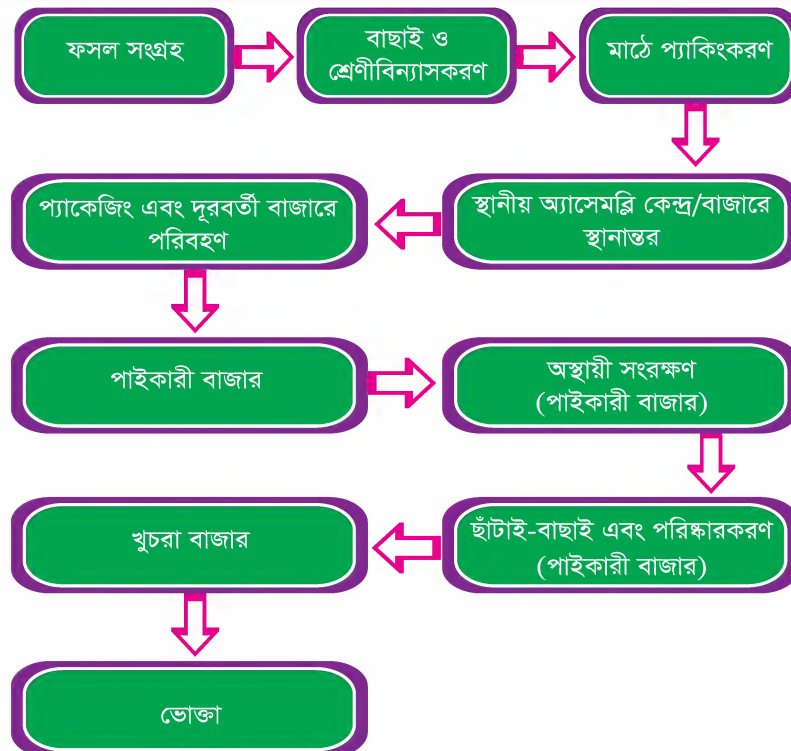 ফসল সংগ্রহ
বাছাই ও
শ্রেণীবিন্যাসকরণ
মাঠে প্যাকিংকরণ
স্থানীয় অ্যাসেমব্লি কেন্দ্র/বাজারে
স্থানান্তর
প্যাকেজিং এবং দূরবর্তী বাজারে
পরিবহণ
পাইকারী বাজার
অস্থায়ী সংরক্ষণ
(পাইকারী বাজার)
ছাঁটাই-বাছাই এবং পরিষ্কারকরণ
(পাইকারী বাজার)
খুচরা বাজার
ভোক্তা